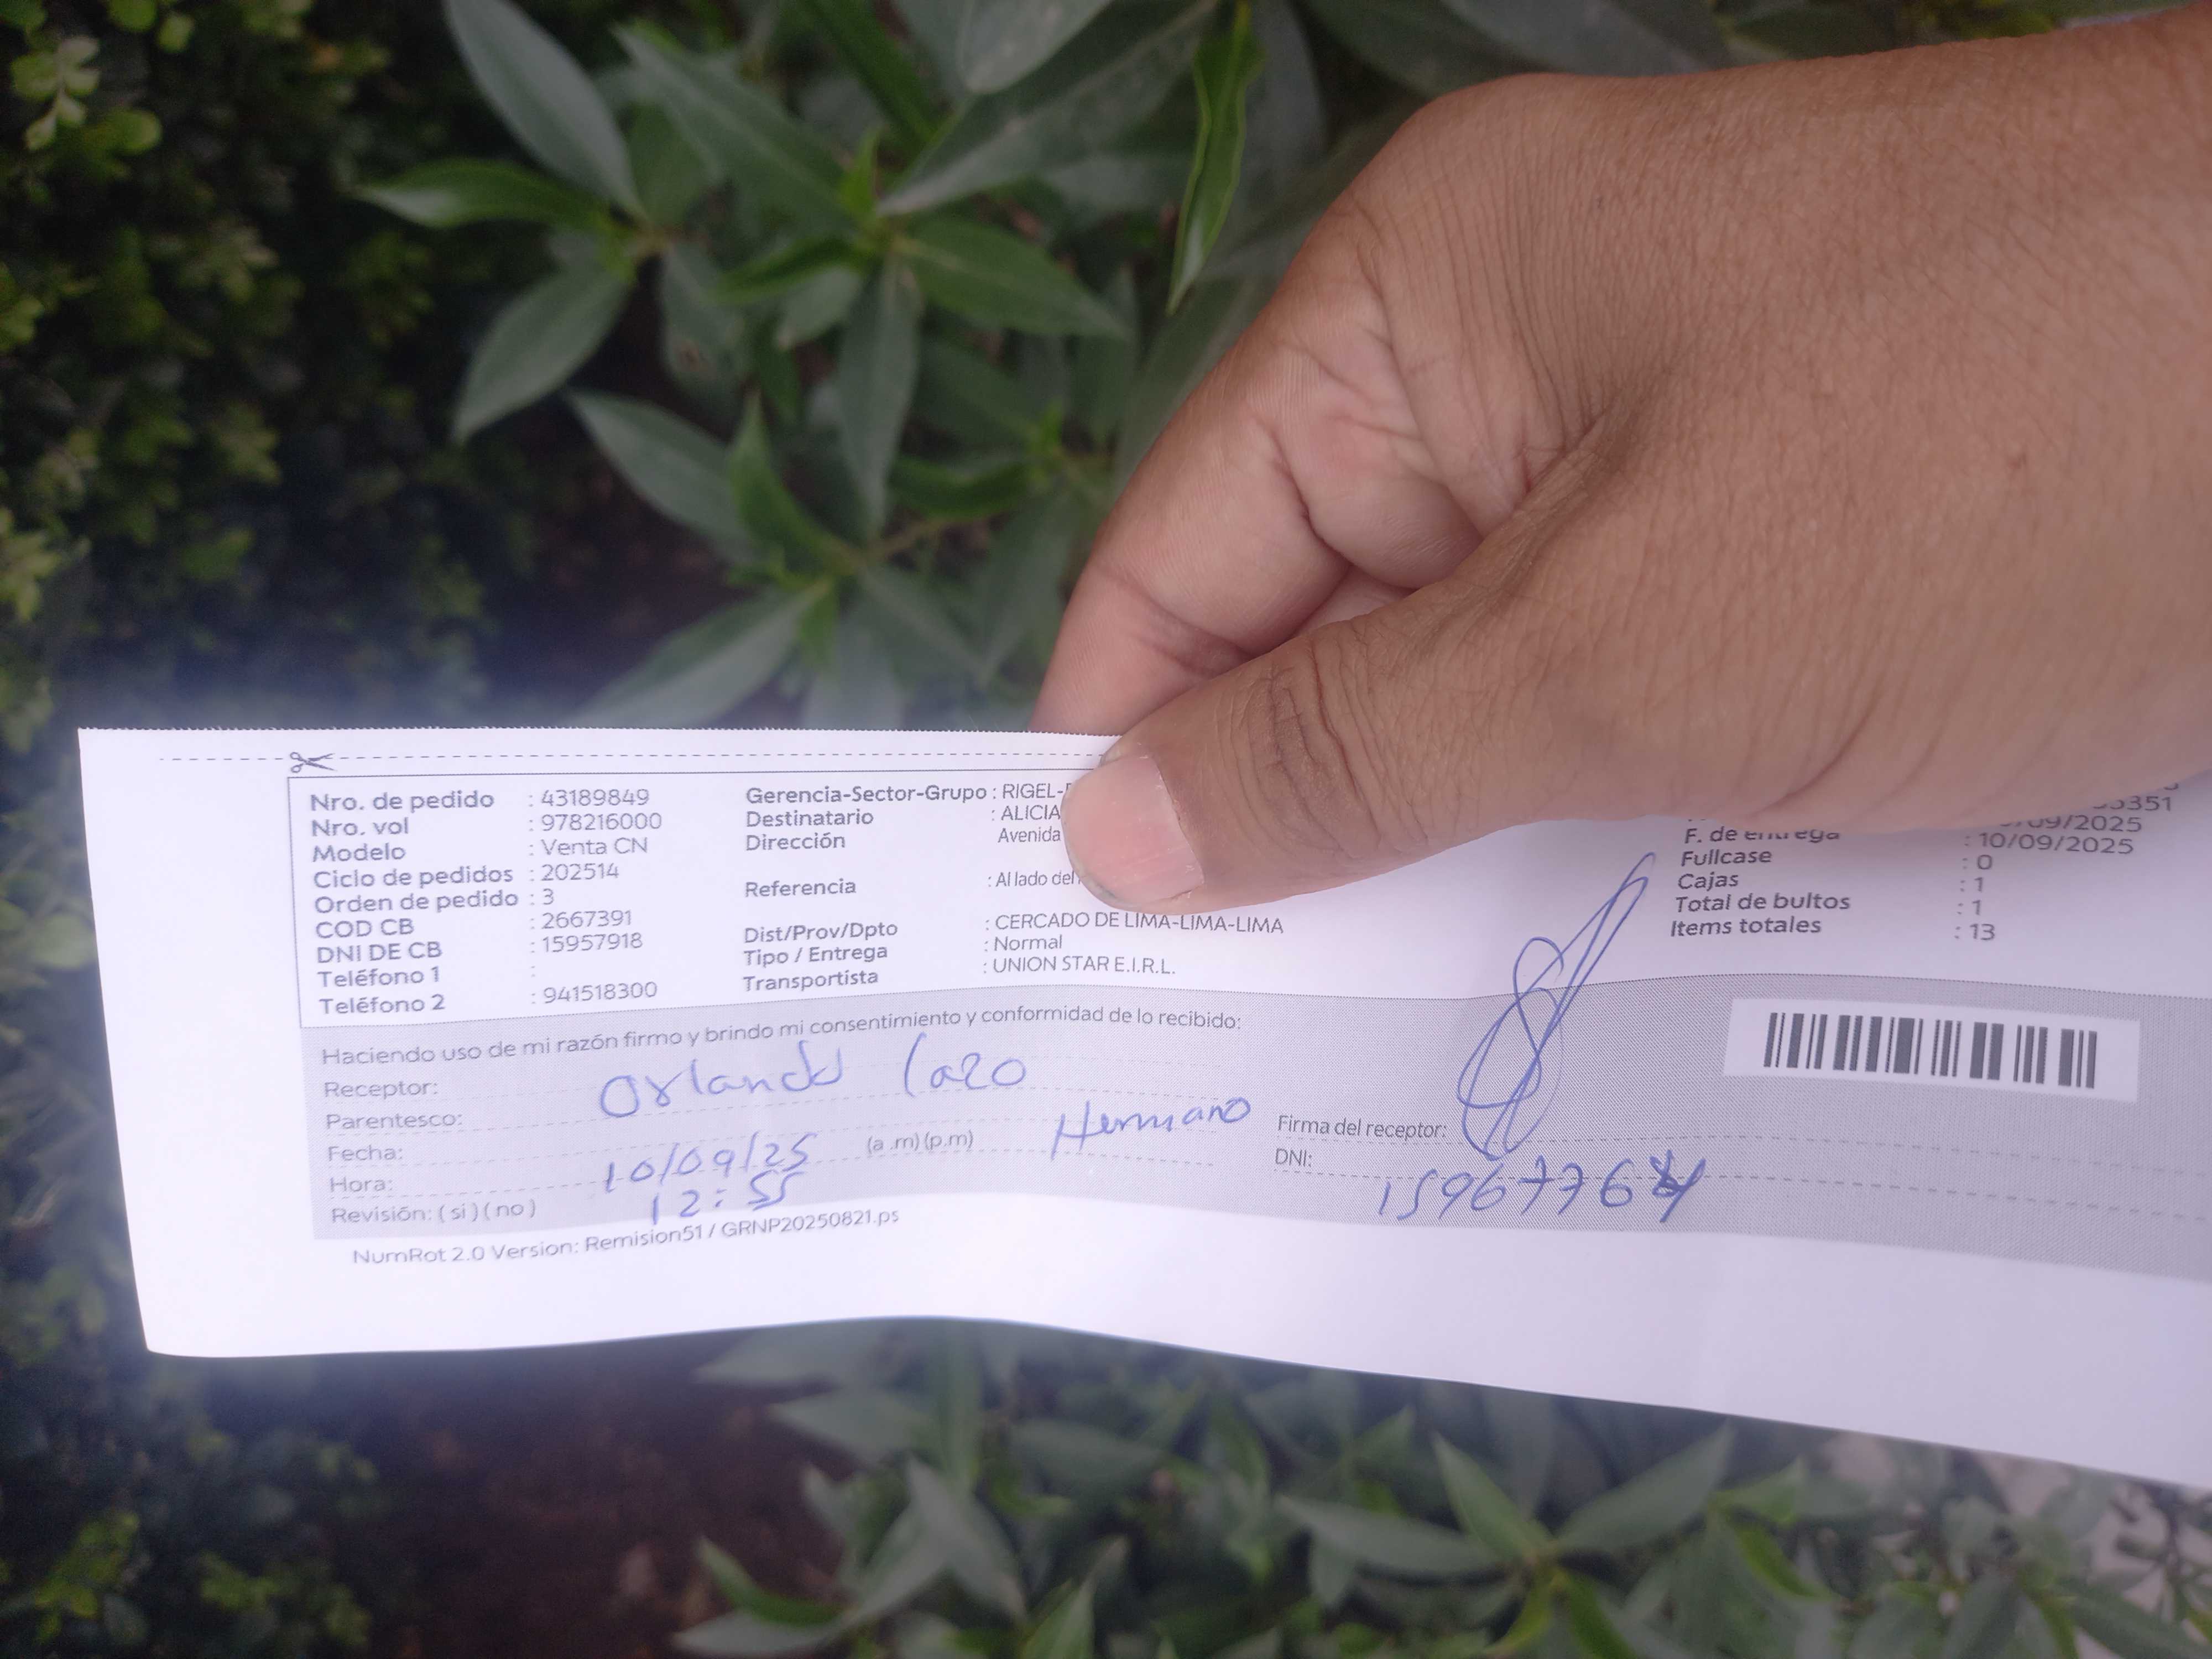 Nro. de pedido : 43189849
Nro. vol : 978216000
Modelo : Venta CN
Ciclo de pedidos : 202514
Orden de pedido : 3
COD CB : 2667391
DNI DE CB : 15957918
Teléfono 1 :
Teléfono 2 : 941518300
Gerencia-Sector-Grupo : RIGEL-
Destinatario : ALICIA
Dirección Avenida
Referencia : Al lado del
Dist/Prov/Dpto : CERCADO DE LIMA-LIMA-LIMA
Tipo / Entrega : Normal
Transportista : UNION STAR E.I.R.L.
5351
/09/2025
F. de entrega : 10/09/2025
Fullcase : 0
Cajas : 1
Total de bultos : 1
Items totales : 13
Haciendo uso de mi razón firmo y brindo mi consentimiento y conformidad de lo recibido:
Receptor: Orlando Lazo
Parentesco: Hermano
Fecha: 10/09/25 (a .m) (p.m)
Hora: 12:55
Revisión: ( si ) ( no )
Firma del receptor:
DNI: 1596776
NumRot 2.0 Version: Remision51 / GRNP20250821.ps